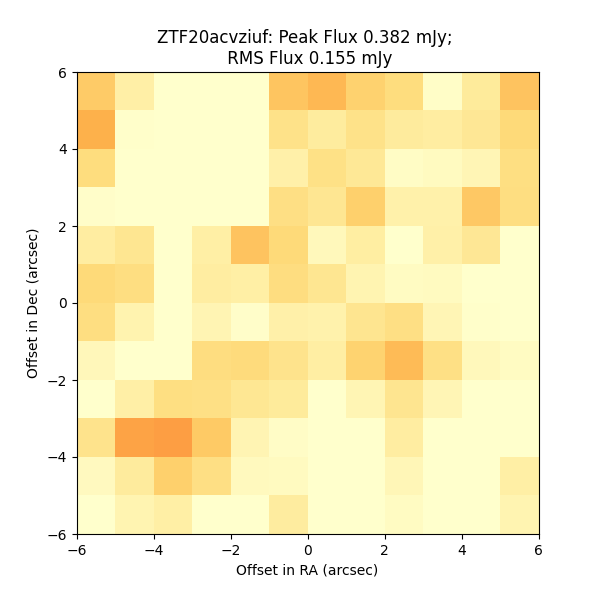 ZTF20acvziuf: Peak Flux 0.382 mJy;
RMS Flux 0.155 mJy
6
4
2
0
−2
−4
−6
Offset in Dec (arcsec)
−6 −4 −2 0 2 4 6
Offset in RA (arcsec)